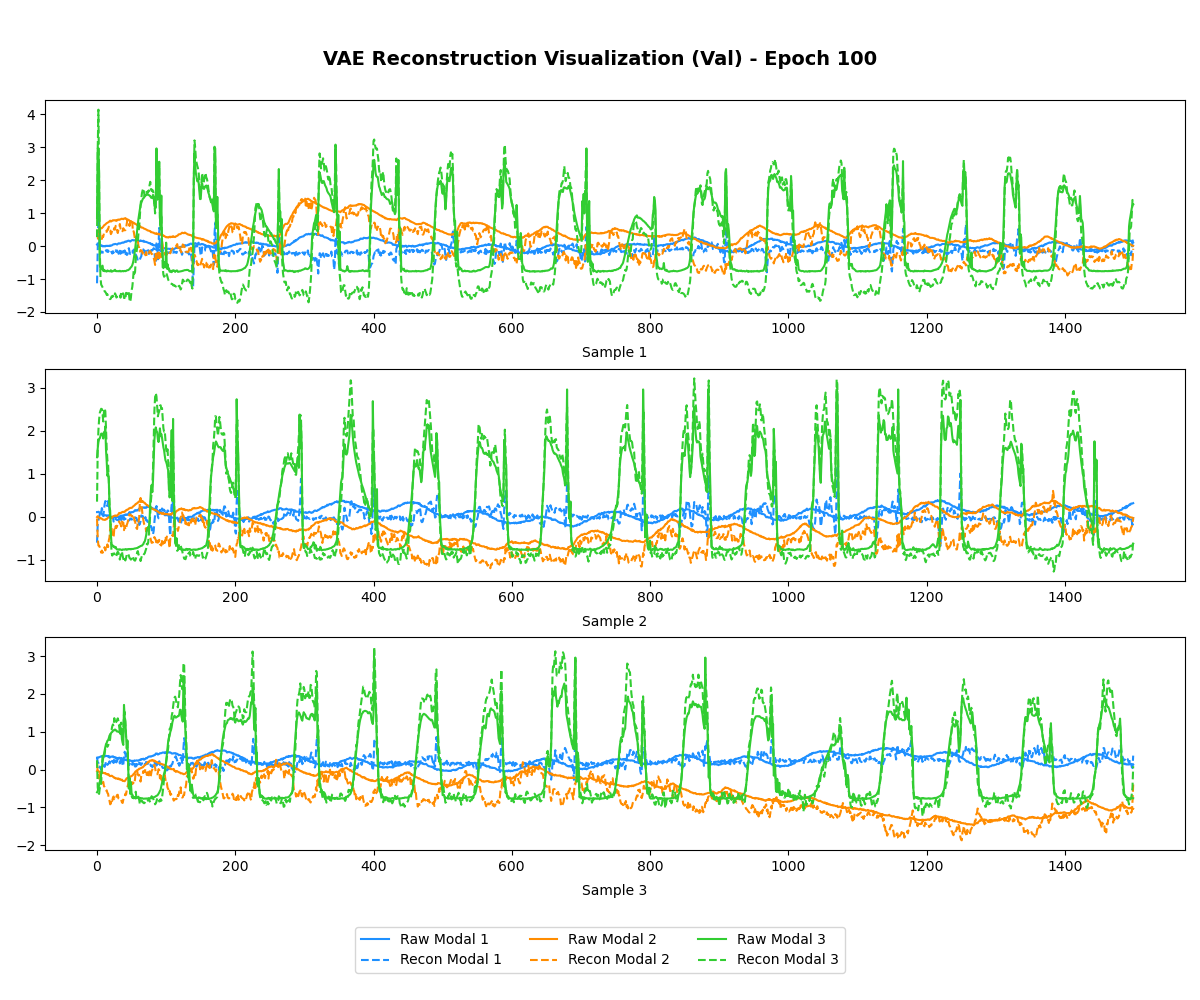 VAE Reconstruction Visualization (Val) - Epoch 100
4
3
2
1
0
−1
−2
0 200 400 600 800 1000 1200 1400
Sample 1
3
2
1
0
−1
0 200 400 600 800 1000 1200 1400
Sample 2
3
2
1
0
−1
−2
0 200 400 600 800 1000 1200 1400
Sample 3
Raw Modal 1 Raw Modal 2 Raw Modal 3
Recon Modal 1 Recon Modal 2 Recon Modal 3